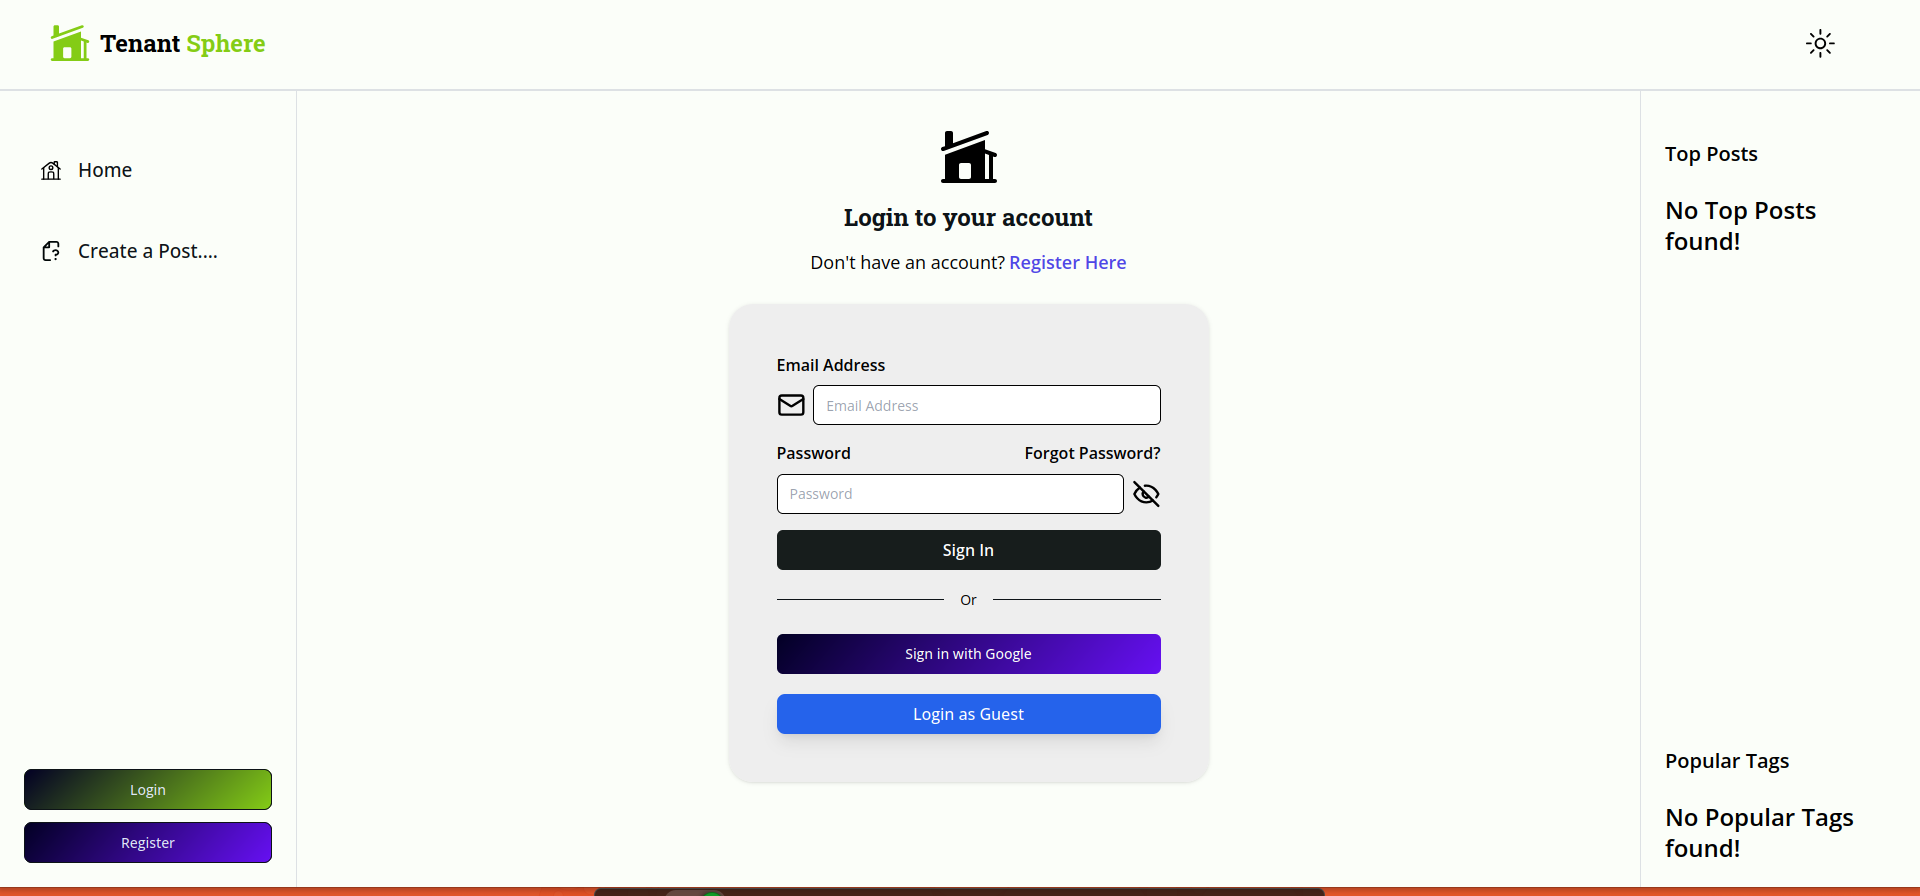 Tenant Sphere
Home
Create a Post....
Login
Register
Login to your account
Don't have an account? Register Here
Email Address
Email Address
Password Forgot Password?
Password
Sign In
Or
Sign in with Google
Login as Guest
Top Posts
No Top Posts
found!
Popular Tags
No Popular Tags
found!